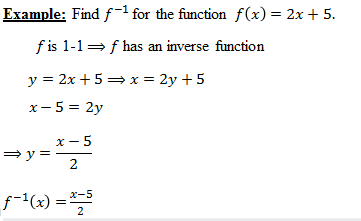 Example: Find f⁻¹ for the function f(x) = 2x + 5.
f is 1-1 ⟹ f has an inverse function
y = 2x + 5 ⟹ x = 2y + 5
x − 5 = 2y
⟹ y = (x − 5)/2
f⁻¹(x) = (x−5)/2